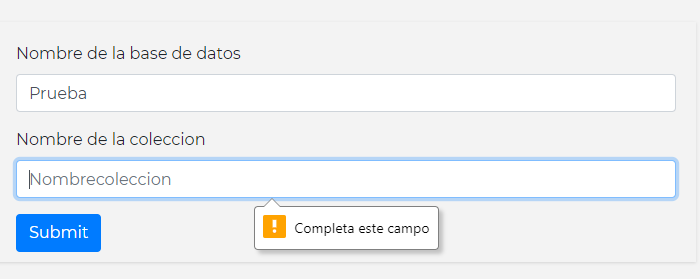 Nombre de la base de datos
Prueba
Nombre de la coleccion
Nombrecoleccion
Submit
Completa este campo